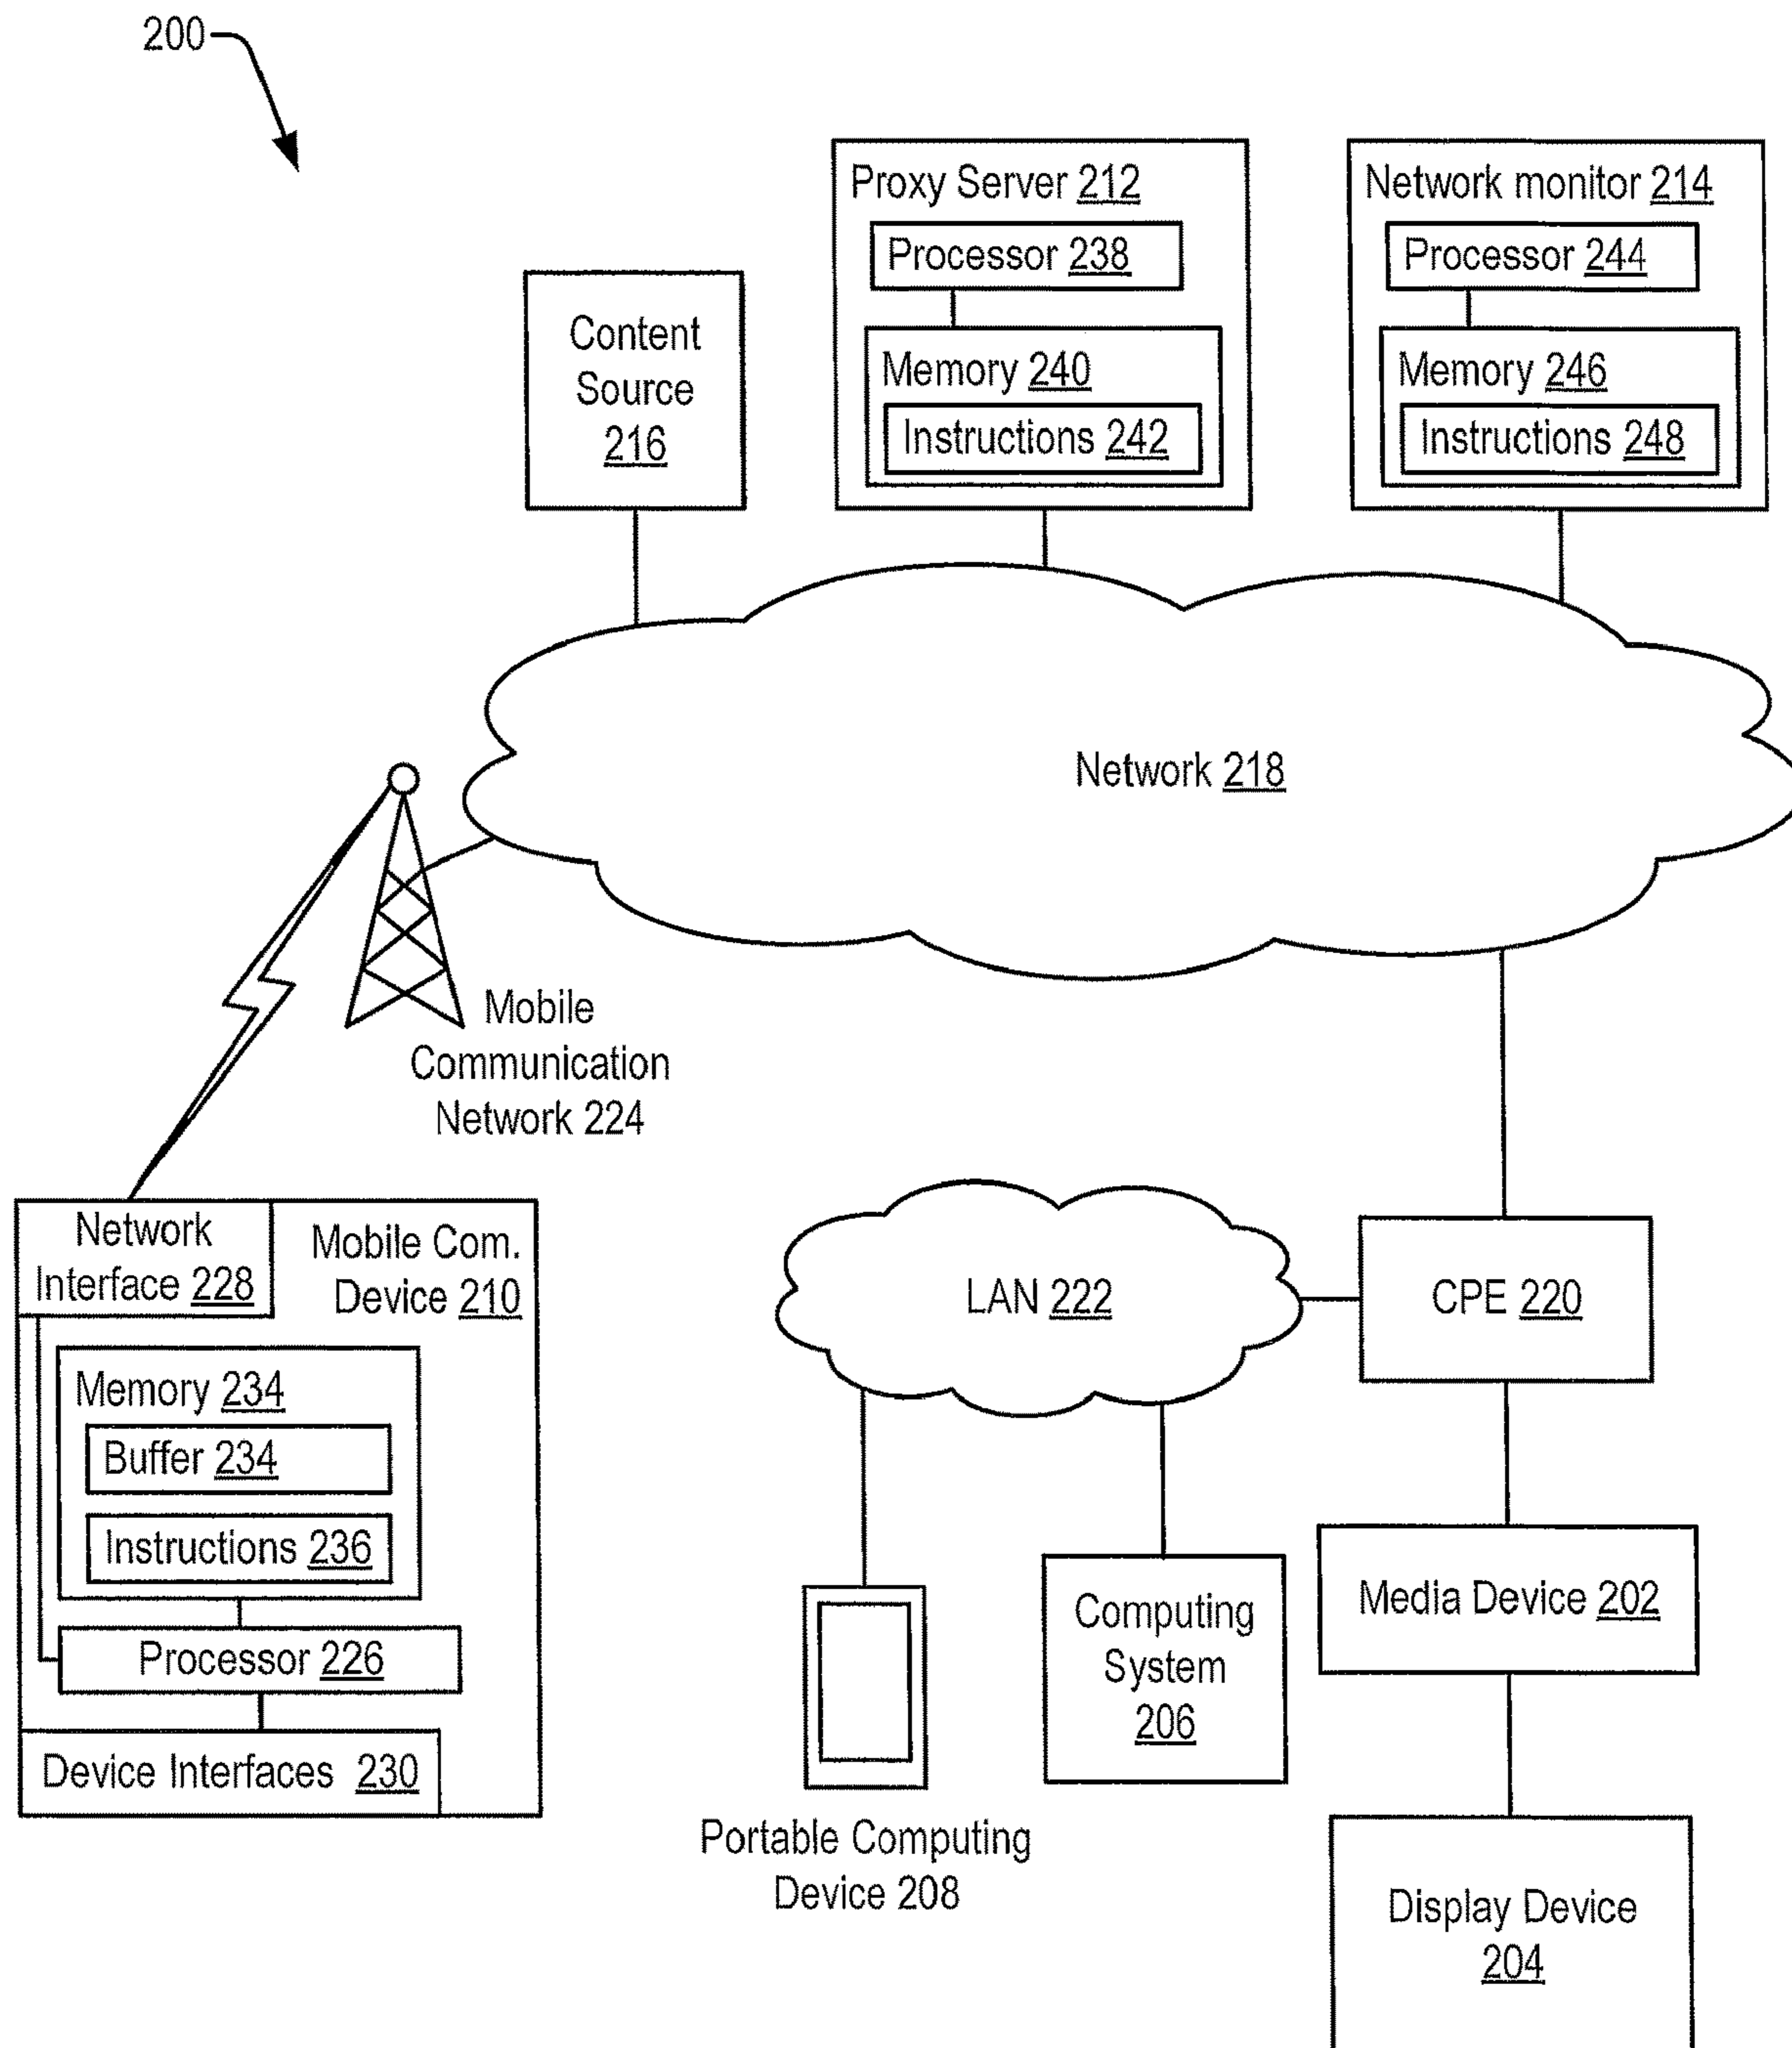 200
Proxy Server 212
Processor 238
Memory 240
Instructions 242
Network monitor 214
Processor 244
Memory 246
Instructions 248
Content
Source
216
Network 218
Mobile
Communication
Network 224
Network
Interface 228
Mobile Com.
Device 210
Memory 234
Buffer 234
Instructions 236
Processor 226
Device Interfaces 230
LAN 222
CPE 220
Portable Computing
Device 208
Computing
System
206
Media Device 202
Display Device
204